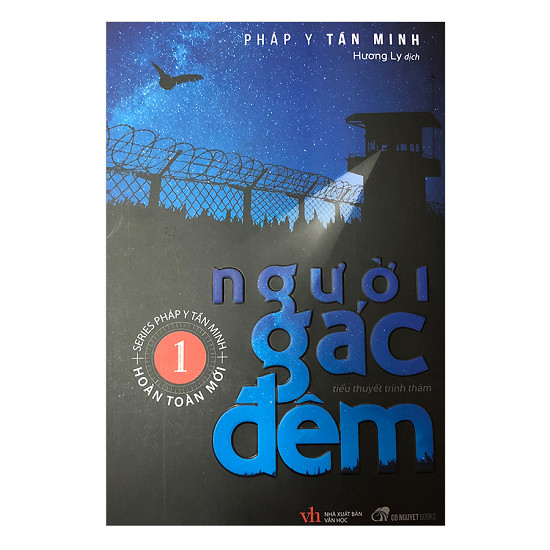 PHÁP Y TẦN MINH
Hương Ly dịch
người
gác
tiểu thuyết trinh thám
đêm
SERIES PHÁP Y TẦN MINH
1
HOÀN TOÀN MỚI
vh NHÀ XUẤT BẢN
VĂN HỌC
CO NGUYET BOOKS